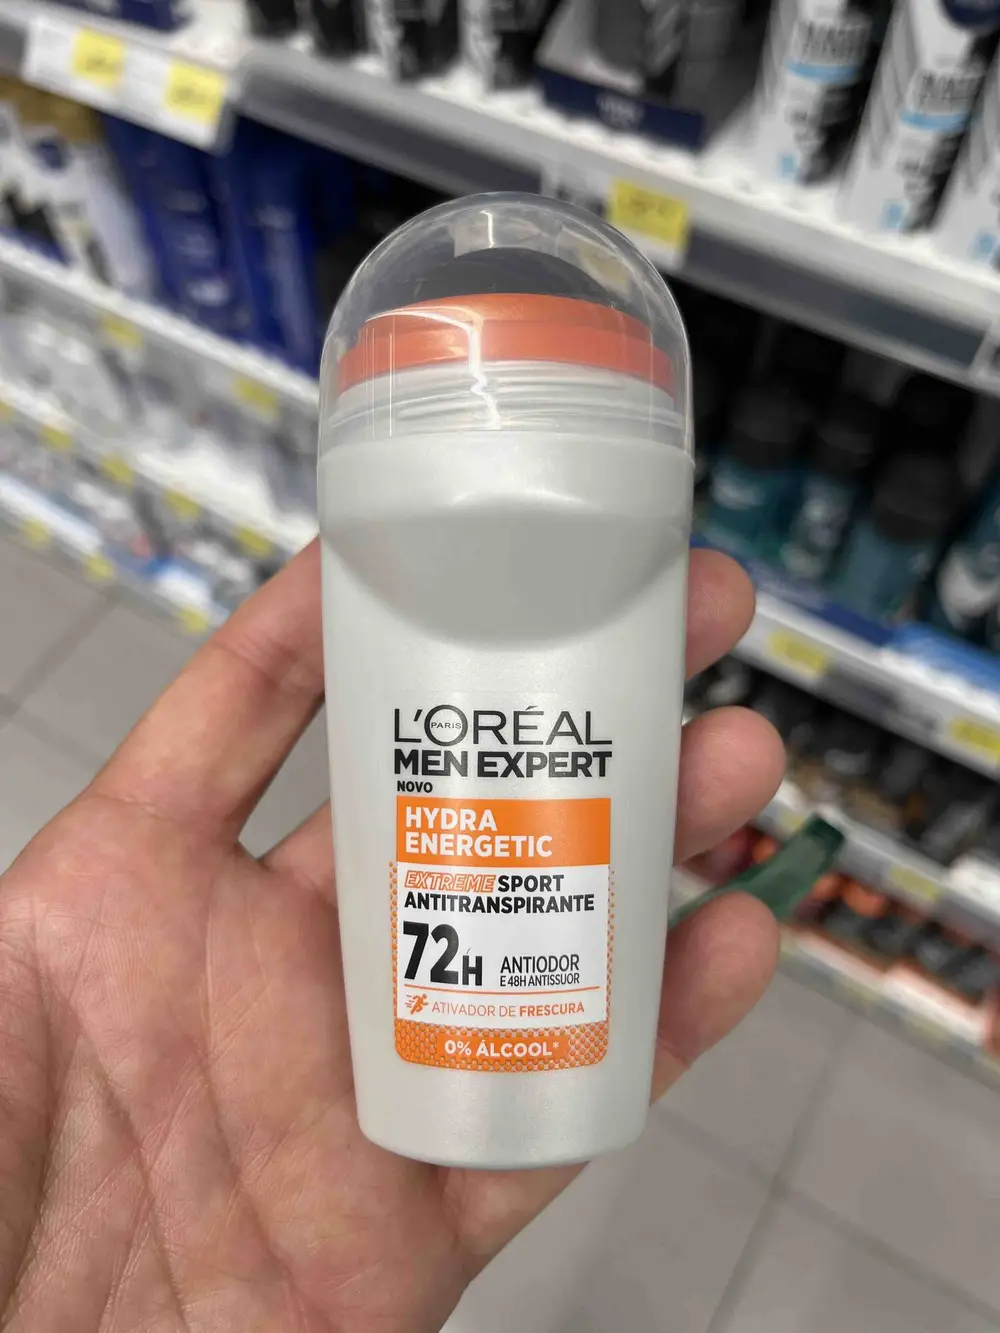 L'ORÉAL
PARIS
MEN EXPERT
NOVO
HYDRA
ENERGETIC
EXTREME SPORT
ANTITRANSPIRANTE
72H ANTIODOR
E 48H ANTISSUOR
ATIVADOR DE FRESCURA
0% ÁLCOOL*